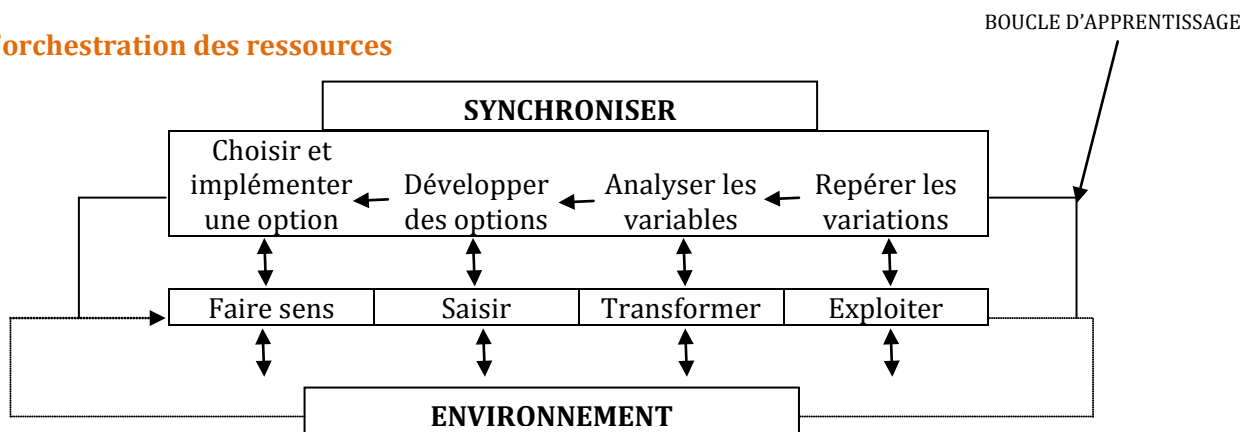 BOUCLE D'APPRENTISSAGE
'orchestration des ressources
SYNCHRONISER
Choisir et
implémenter
une option
Développer
des options
Analyser les
variables
Repérer les
variations
Faire sens
Saisir
Transformer
Exploiter
ENVIRONNEMENT